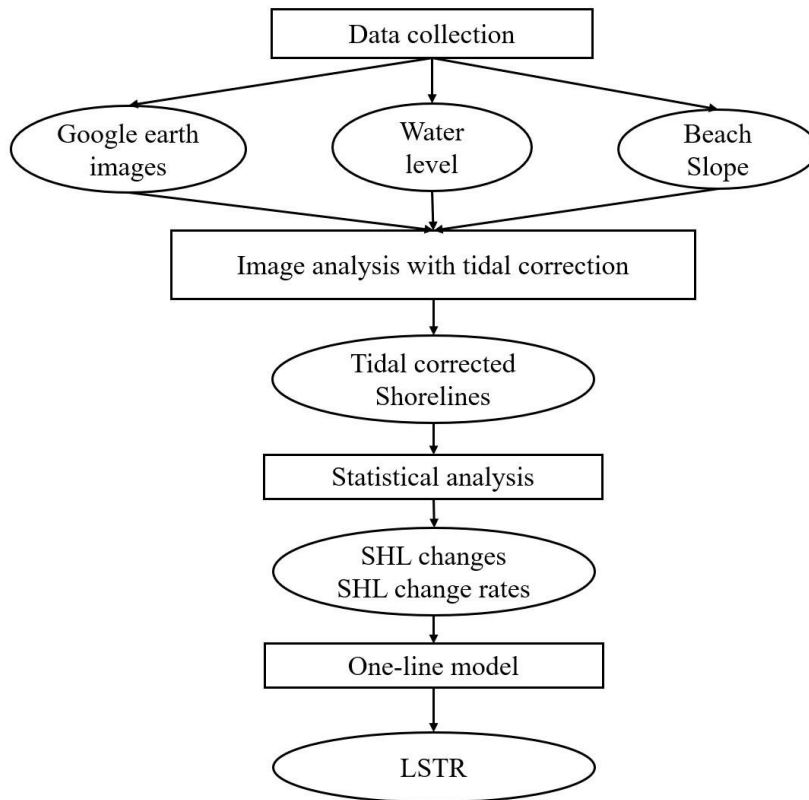 Data collection
Google earth
images
Water
level
Beach
Slope
Image analysis with tidal correction
Tidal corrected
Shorelines
Statistical analysis
SHL changes
SHL change rates
One-line model
LSTR